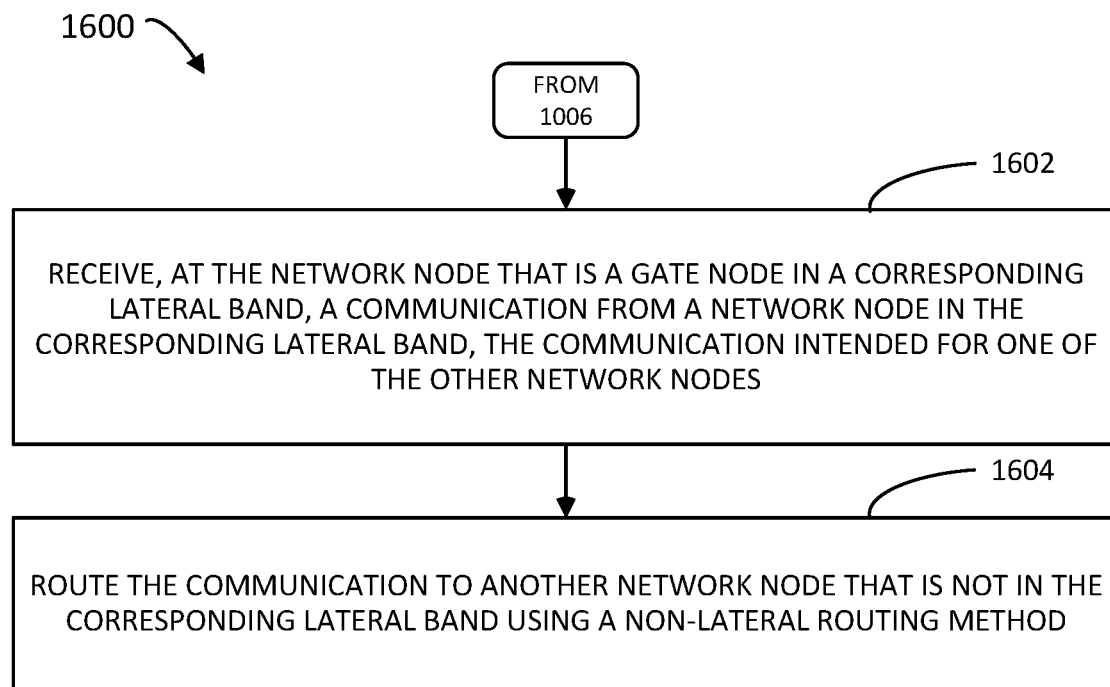 1600
FROM
1006
1602
RECEIVE, AT THE NETWORK NODE THAT IS A GATE NODE IN A CORRESPONDING
LATERAL BAND, A COMMUNICATION FROM A NETWORK NODE IN THE
CORRESPONDING LATERAL BAND, THE COMMUNICATION INTENDED FOR ONE OF
THE OTHER NETWORK NODES
1604
ROUTE THE COMMUNICATION TO ANOTHER NETWORK NODE THAT IS NOT IN THE
CORRESPONDING LATERAL BAND USING A NON-LATERAL ROUTING METHOD